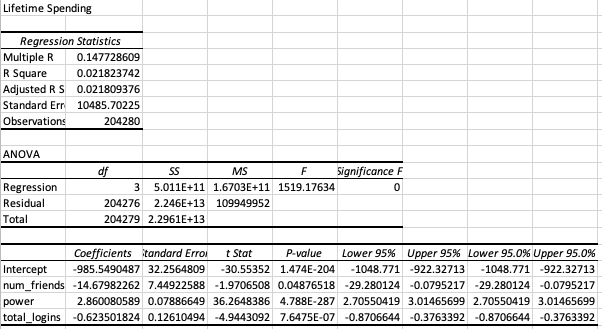 Lifetime Spending
Regression Statistics
Multiple R 0.147728609
R Square 0.021823742
Adjusted R S 0.021809376
Standard Err 10485.70225
Observations 204280
ANOVA
df SS MS F Significance F
Regression 3 5.011E+11 1.6703E+11 1519.17634 0
Residual 204276 2.246E+13 109949952
Total 204279 2.2961E+13
Coefficients Standard Error t Stat P-value Lower 95% Upper 95% Lower 95.0% Upper 95.0%
Intercept -985.5490487 32.2564809 -30.55352 1.474E-204 -1048.771 -922.32713 -1048.771 -922.32713
num_friends -14.67982262 7.44922588 -1.9706508 0.04876518 -29.280124 -0.0795217 -29.280124 -0.0795217
power 2.860080589 0.07886649 36.2648386 4.788E-287 2.70550419 3.01465699 2.70550419 3.01465699
total_logins -0.623501824 0.12610494 -4.9443092 7.6475E-07 -0.8706644 -0.3763392 -0.8706644 -0.3763392